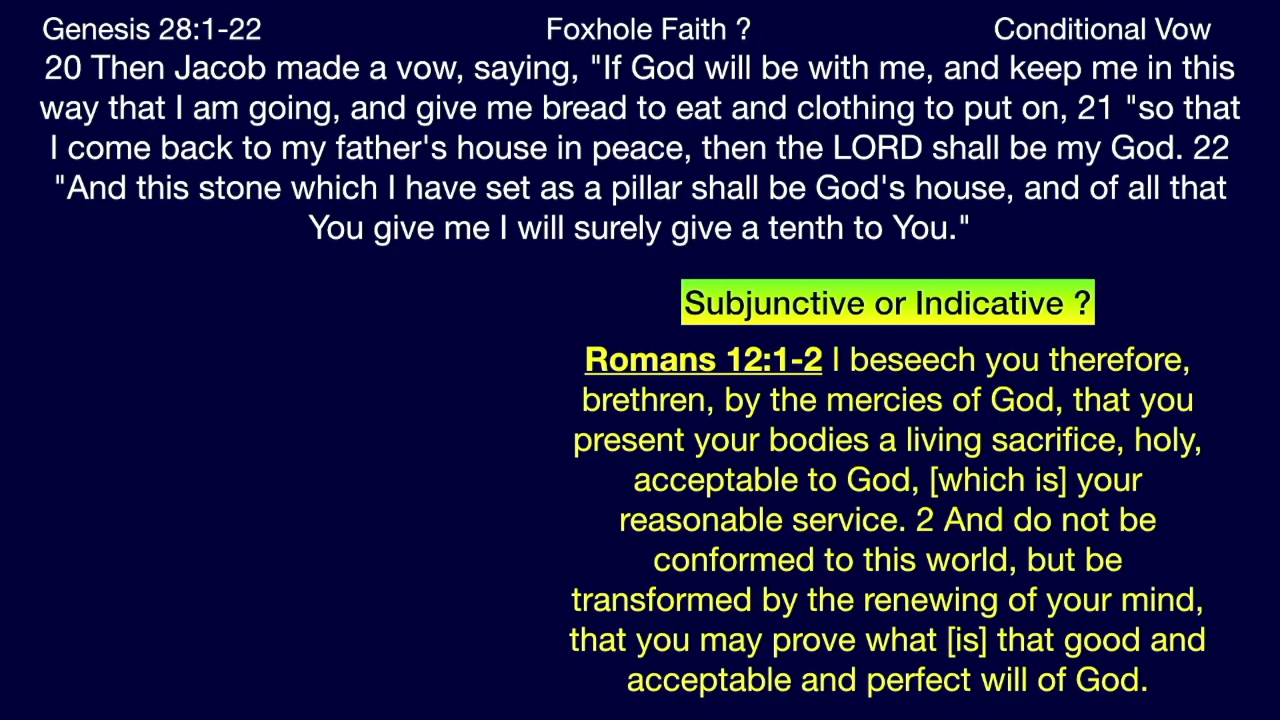 Genesis 28:1-22 Foxhole Faith ? Conditional Vow
20 Then Jacob made a vow, saying, "If God will be with me, and keep me in this
way that I am going, and give me bread to eat and clothing to put on, 21 "so that
I come back to my father's house in peace, then the LORD shall be my God. 22
"And this stone which I have set as a pillar shall be God's house, and of all that
You give me I will surely give a tenth to You."
Subjunctive or Indicative ?
Romans 12:1-2 I beseech you therefore,
brethren, by the mercies of God, that you
present your bodies a living sacrifice, holy,
acceptable to God, [which is] your
reasonable service. 2 And do not be
conformed to this world, but be
transformed by the renewing of your mind,
that you may prove what [is] that good and
acceptable and perfect will of God.